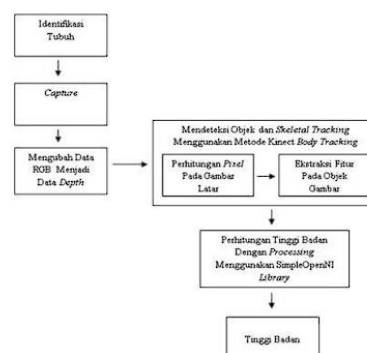 Identifikasi
Tubuh
Capture
Mengubah Data
RGB Menjadi
Data Depth
Mendeteksi Objek dan Skeletal Tracking
Menggunakan Metode Kinect Body Tracking
Perhitungan Pixel
Pada Gambar
Latar
Ekstraksi Fitur
Pada Objek
Gambar
Perhitungan Tinggi Badan
Dengan Processing
Menggunakan SimpleOpenNI
Library
Tinggi Badan